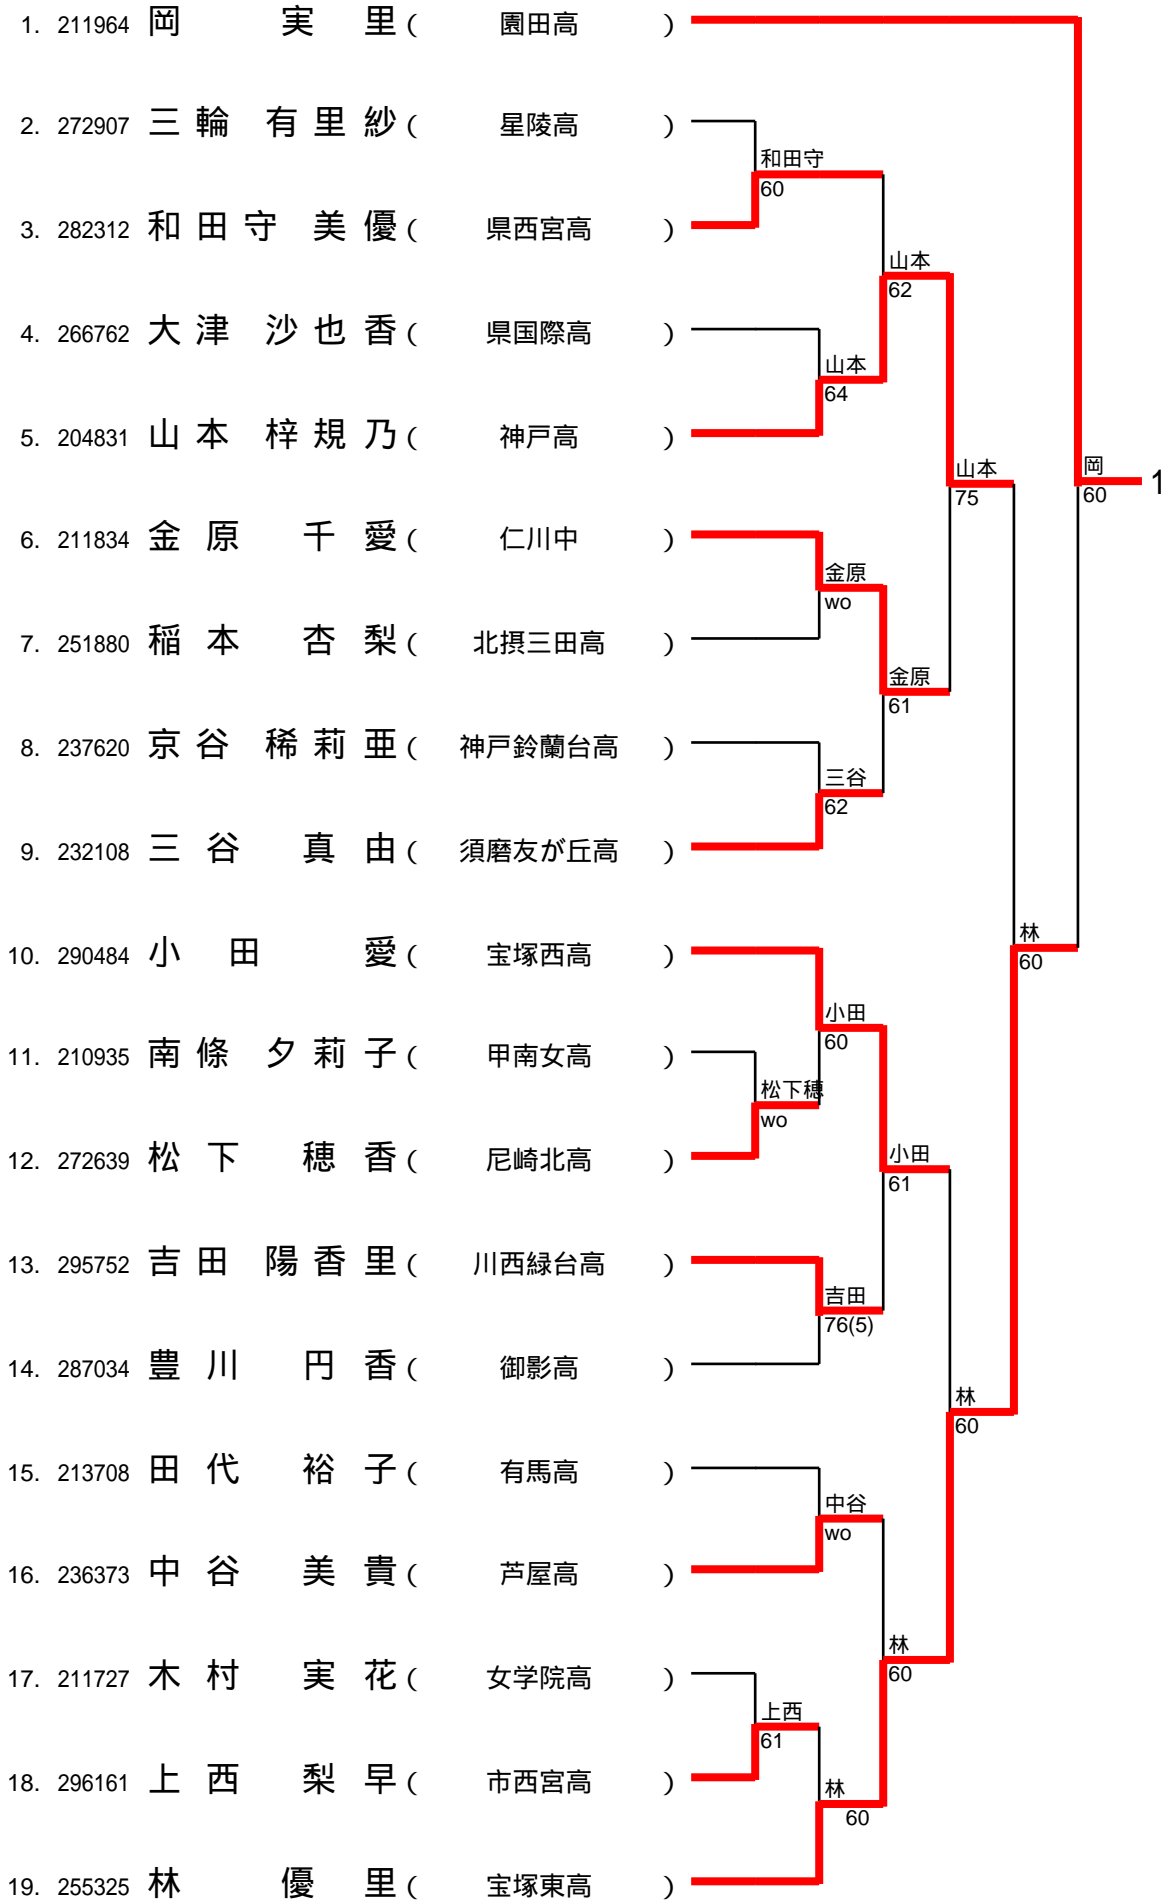 1. 211964 岡 実 里 ( 園田高 )
2. 272907 三 輪 有 里 紗 ( 星陵高 )
和田守
60
3. 282312 和 田 守 美 優 ( 県西宮高 )
山本
62
4. 266762 大 津 沙 也 香 ( 県国際高 )
山本
64
5. 204831 山 本 梓 規 乃 ( 神戸高 )
山本
75
岡
60
1
6. 211834 金 原 千 愛 ( 仁川中 )
金原
wo
7. 251880 稲 本 杏 梨 ( 北摂三田高 )
金原
61
8. 237620 京 谷 稀 莉 亜 ( 神戸鈴蘭台高 )
三谷
62
9. 232108 三 谷 真 由 ( 須磨友が丘高 )
林
60
10. 290484 小 田 愛 ( 宝塚西高 )
小田
60
11. 210935 南 條 夕 莉 子 ( 甲南女高 )
松下穂
wo
12. 272639 松 下 穂 香 ( 尼崎北高 )
小田
61
13. 295752 吉 田 陽 香 里 ( 川西緑台高 )
吉田
76(5)
14. 287034 豊 川 円 香 ( 御影高 )
林
60
15. 213708 田 代 裕 子 ( 有馬高 )
中谷
wo
16. 236373 中 谷 美 貴 ( 芦屋高 )
林
60
17. 211727 木 村 実 花 ( 女学院高 )
上西
61
18. 296161 上 西 梨 早 ( 市西宮高 )
林
60
19. 255325 林 優 里 ( 宝塚東高 )